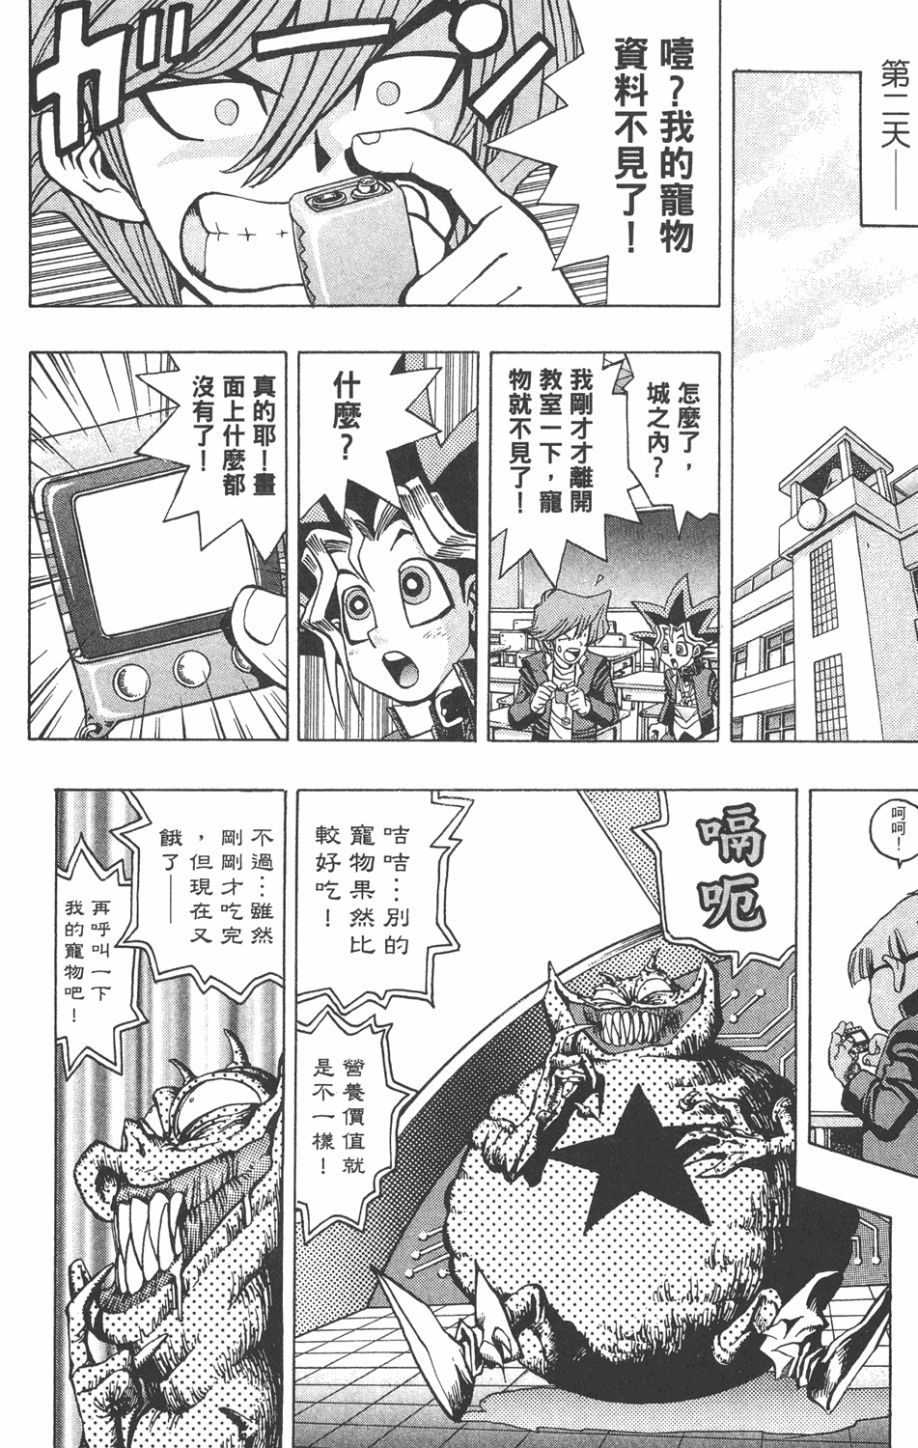 第二天——
噎?我的寵物
資料不見了!
ガーン
怎麼了,
城之內?
我剛才才離開
教室一下,寵
物就不見了!
什麼?
真的耶!畫
面上什麼都
沒有了!
呵呵!
嗝
呃
咭咭…別的
寵物果然比
較好吃!
營養價值就
是不一樣!
不過…雖然
剛剛才吃完
,但現在又
餓了——
再呼叫一下
我的寵物吧!